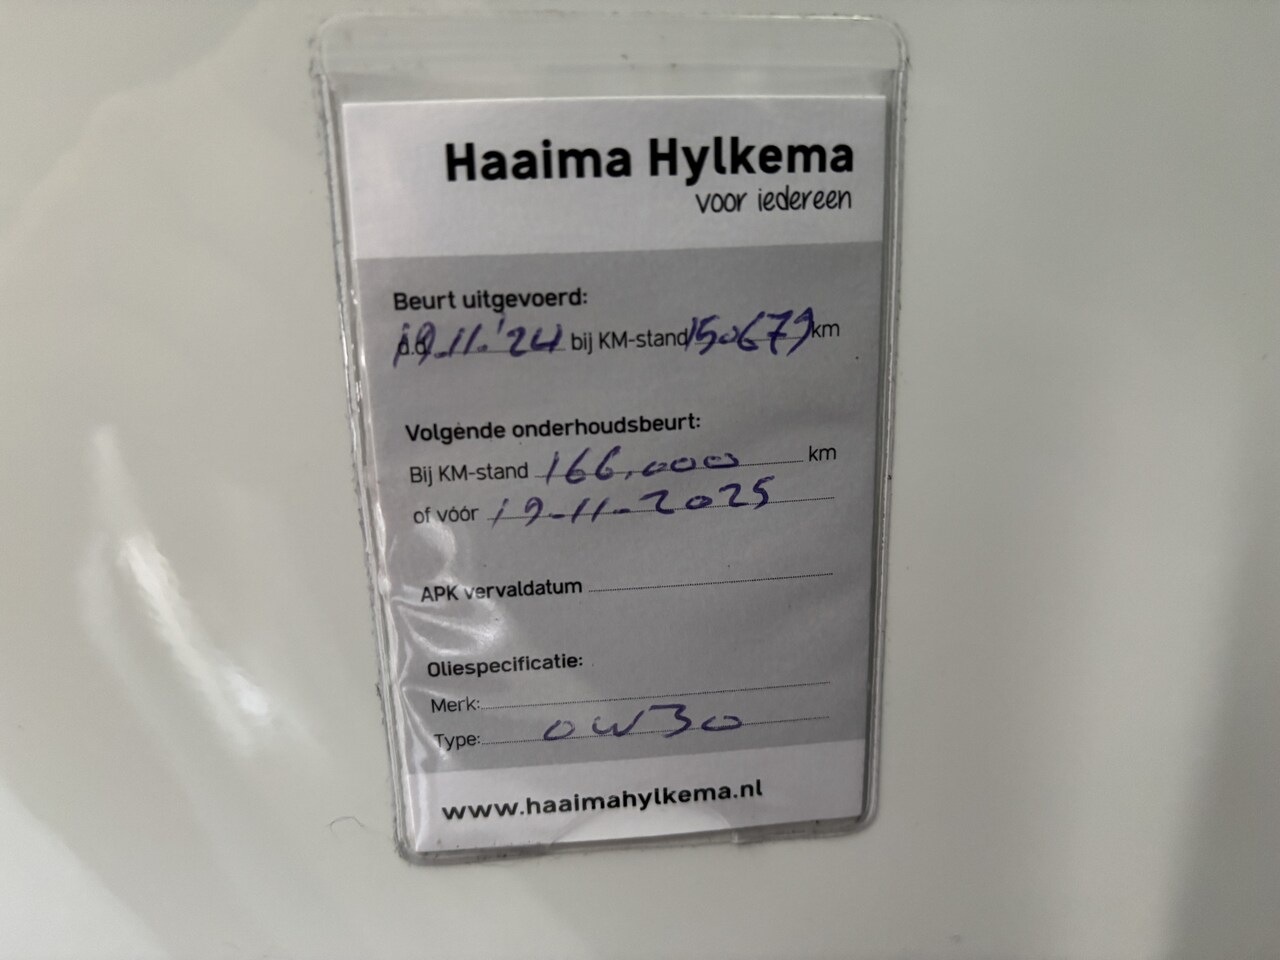 Haaima Hylkema
voor iedereen
Beurt uitgevoerd:
d.d. 19.11.'24 bij KM-stand 150679 km
Volgende onderhoudsbeurt:
Bij KM-stand 166.000 km
of vóór 19-11-2025
APK vervaldatum
Oliespecificatie:
Merk:
Type: 0W30
www.haaimahylkema.nl